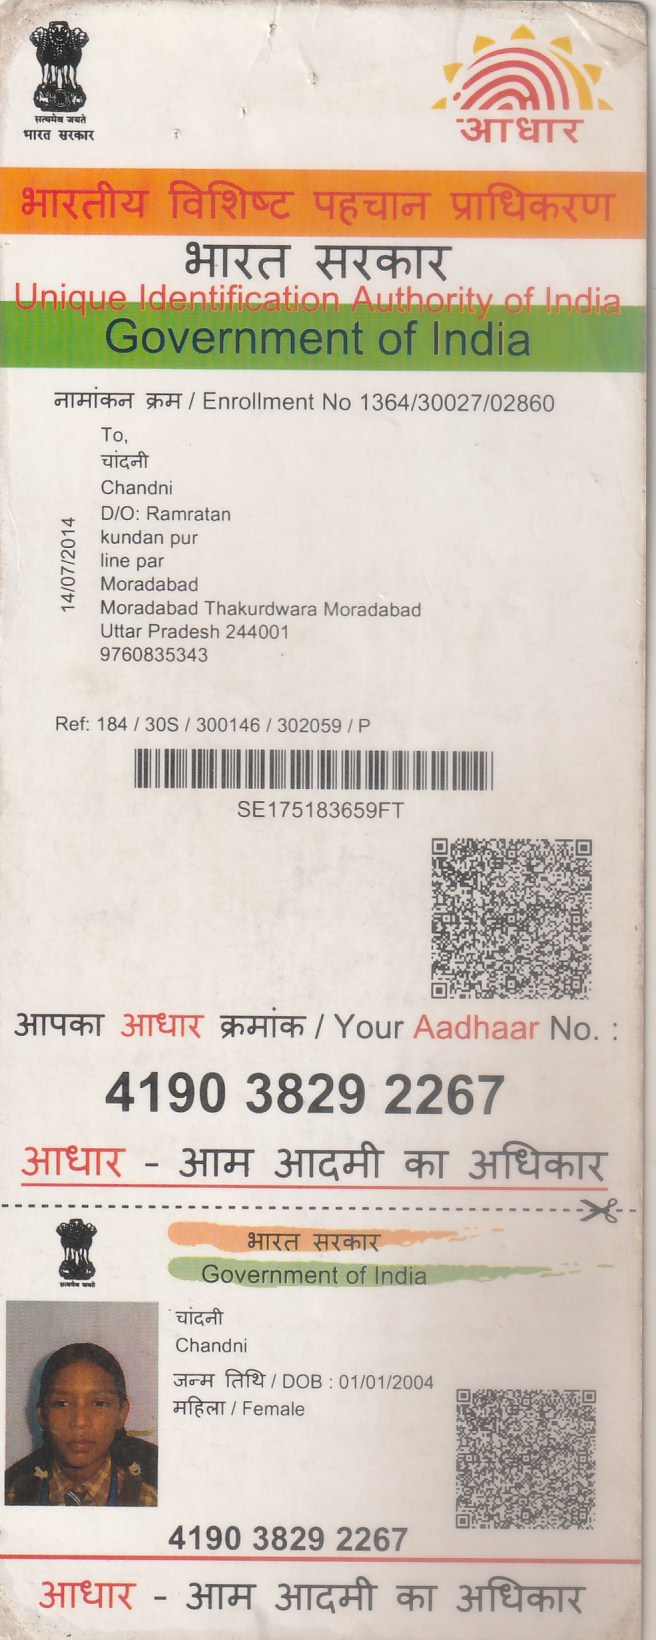 सत्यमेव जयते
भारत सरकार
आधार
भारतीय विशिष्ट पहचान प्राधिकरण
भारत सरकार
Unique Identification Authority of India
Government of India
नामांकन क्रम / Enrollment No 1364/30027/02860
To,
चांदनी
Chandni
D/O: Ramratan
kundan pur
line par
Moradabad
Moradabad Thakurdwara Moradabad
Uttar Pradesh 244001
9760835343
14/07/2014
Ref: 184 / 30S / 300146 / 302059 / P
SE175183659FT
आपका आधार क्रमांक / Your Aadhaar No. :
4190 3829 2267
आधार - आम आदमी का अधिकार
सत्यमेव जयते
भारत सरकार
Government of India
चांदनी
Chandni
जन्म तिथि / DOB : 01/01/2004
महिला / Female
4190 3829 2267
आधार - आम आदमी का अधिकार